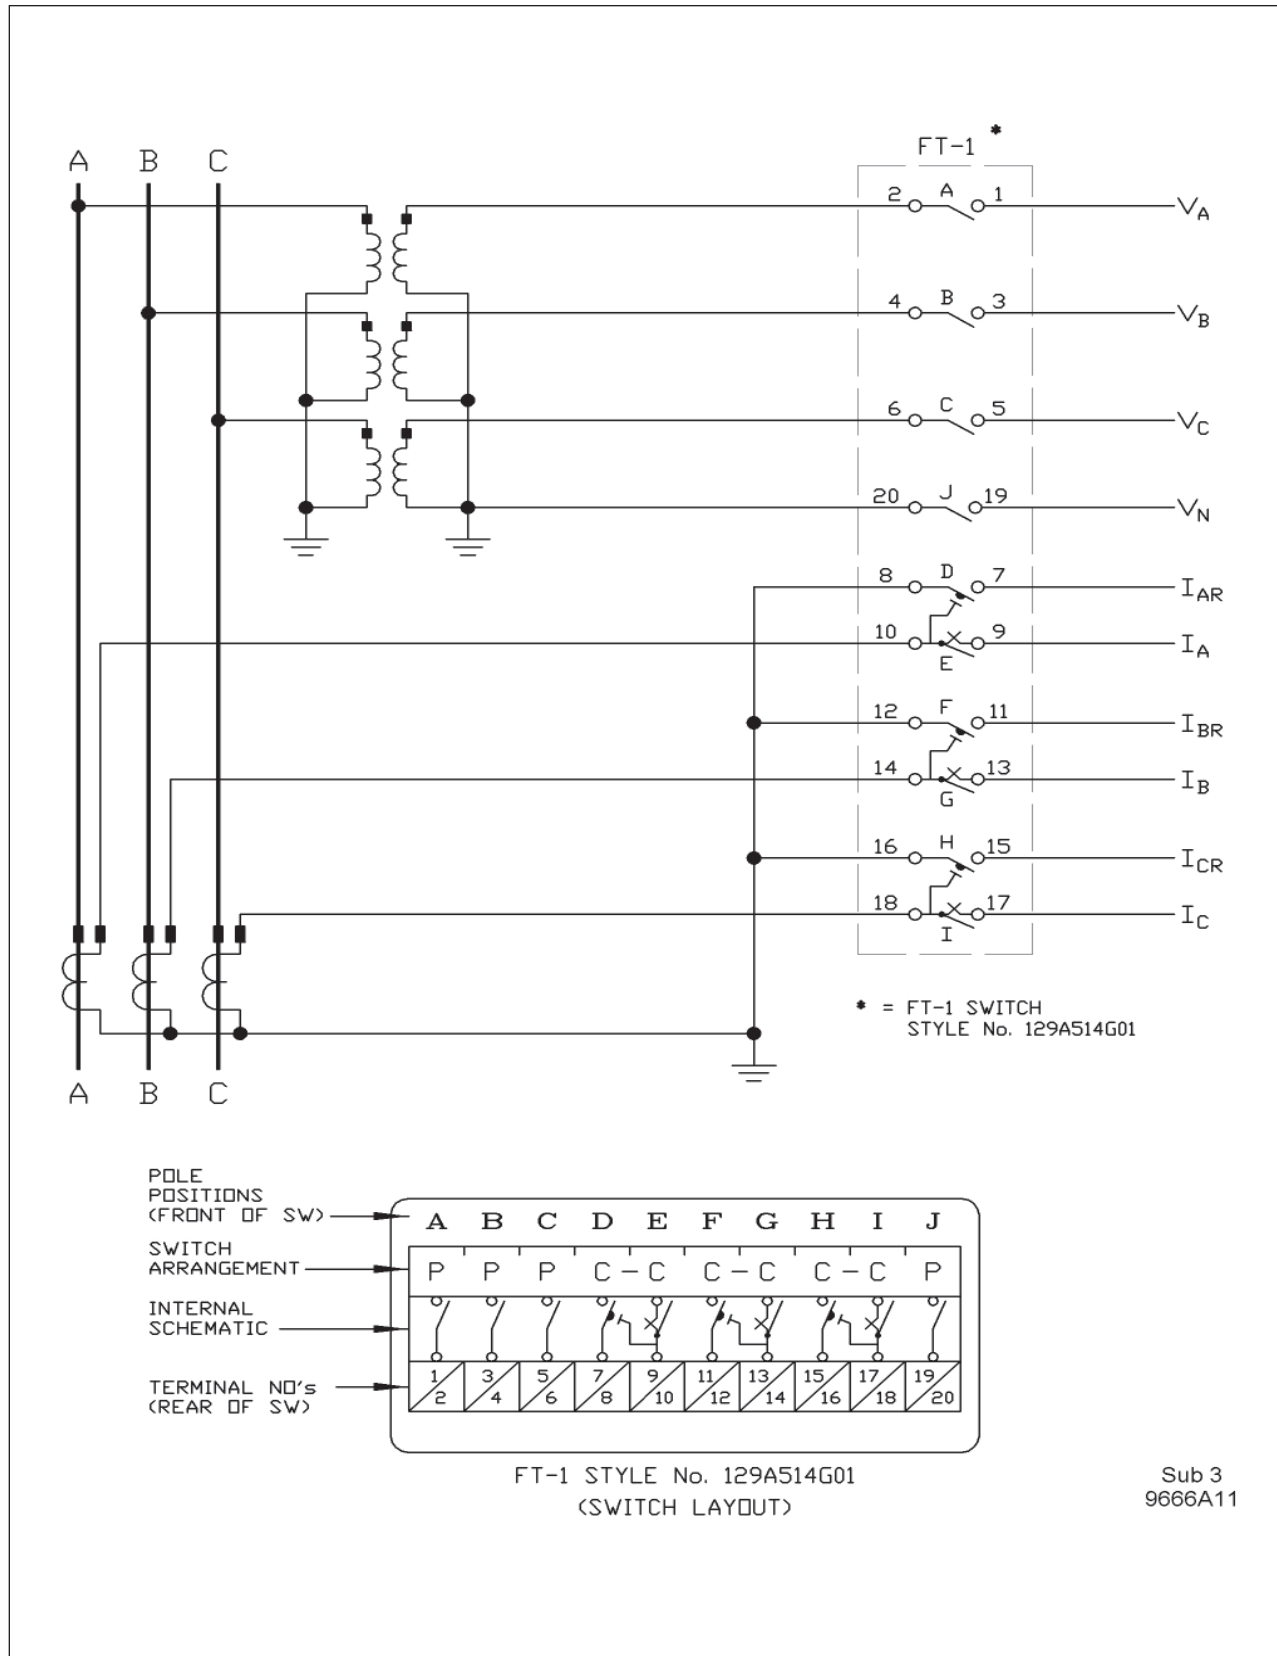 FT-1 *
A B C
2 A 1 VA
4 B 3 VB
6 C 5 VC
20 J 19 VN
8 D 7 IAR
10 9 IA
E
12 F 11 IBR
14 13 IB
G
16 H 15 ICR
18 17 IC
I
* = FT-1 SWITCH
STYLE No. 129A514G01
A B C
POLE
POSITIONS
(FRONT OF SW)
A B C D E F G H I J
SWITCH
ARRANGEMENT
P P P C - C C - C C - C P
INTERNAL
SCHEMATIC
TERMINAL NO's
(REAR OF SW)
1 3 5 7 9 11 13 15 17 19
2 4 6 8 10 12 14 16 18 20
FT-1 STYLE No. 129A514G01
(SWITCH LAYOUT)
Sub 3
9666A11